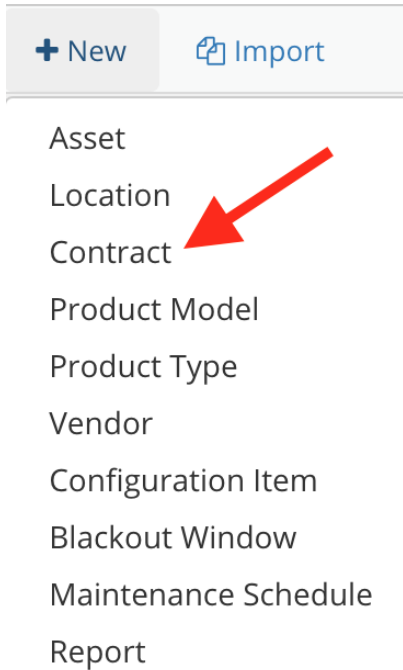 New Import
Asset
Location
Contract
Product Model
Product Type
Vendor
Configuration Item
Blackout Window
Maintenance Schedule
Report